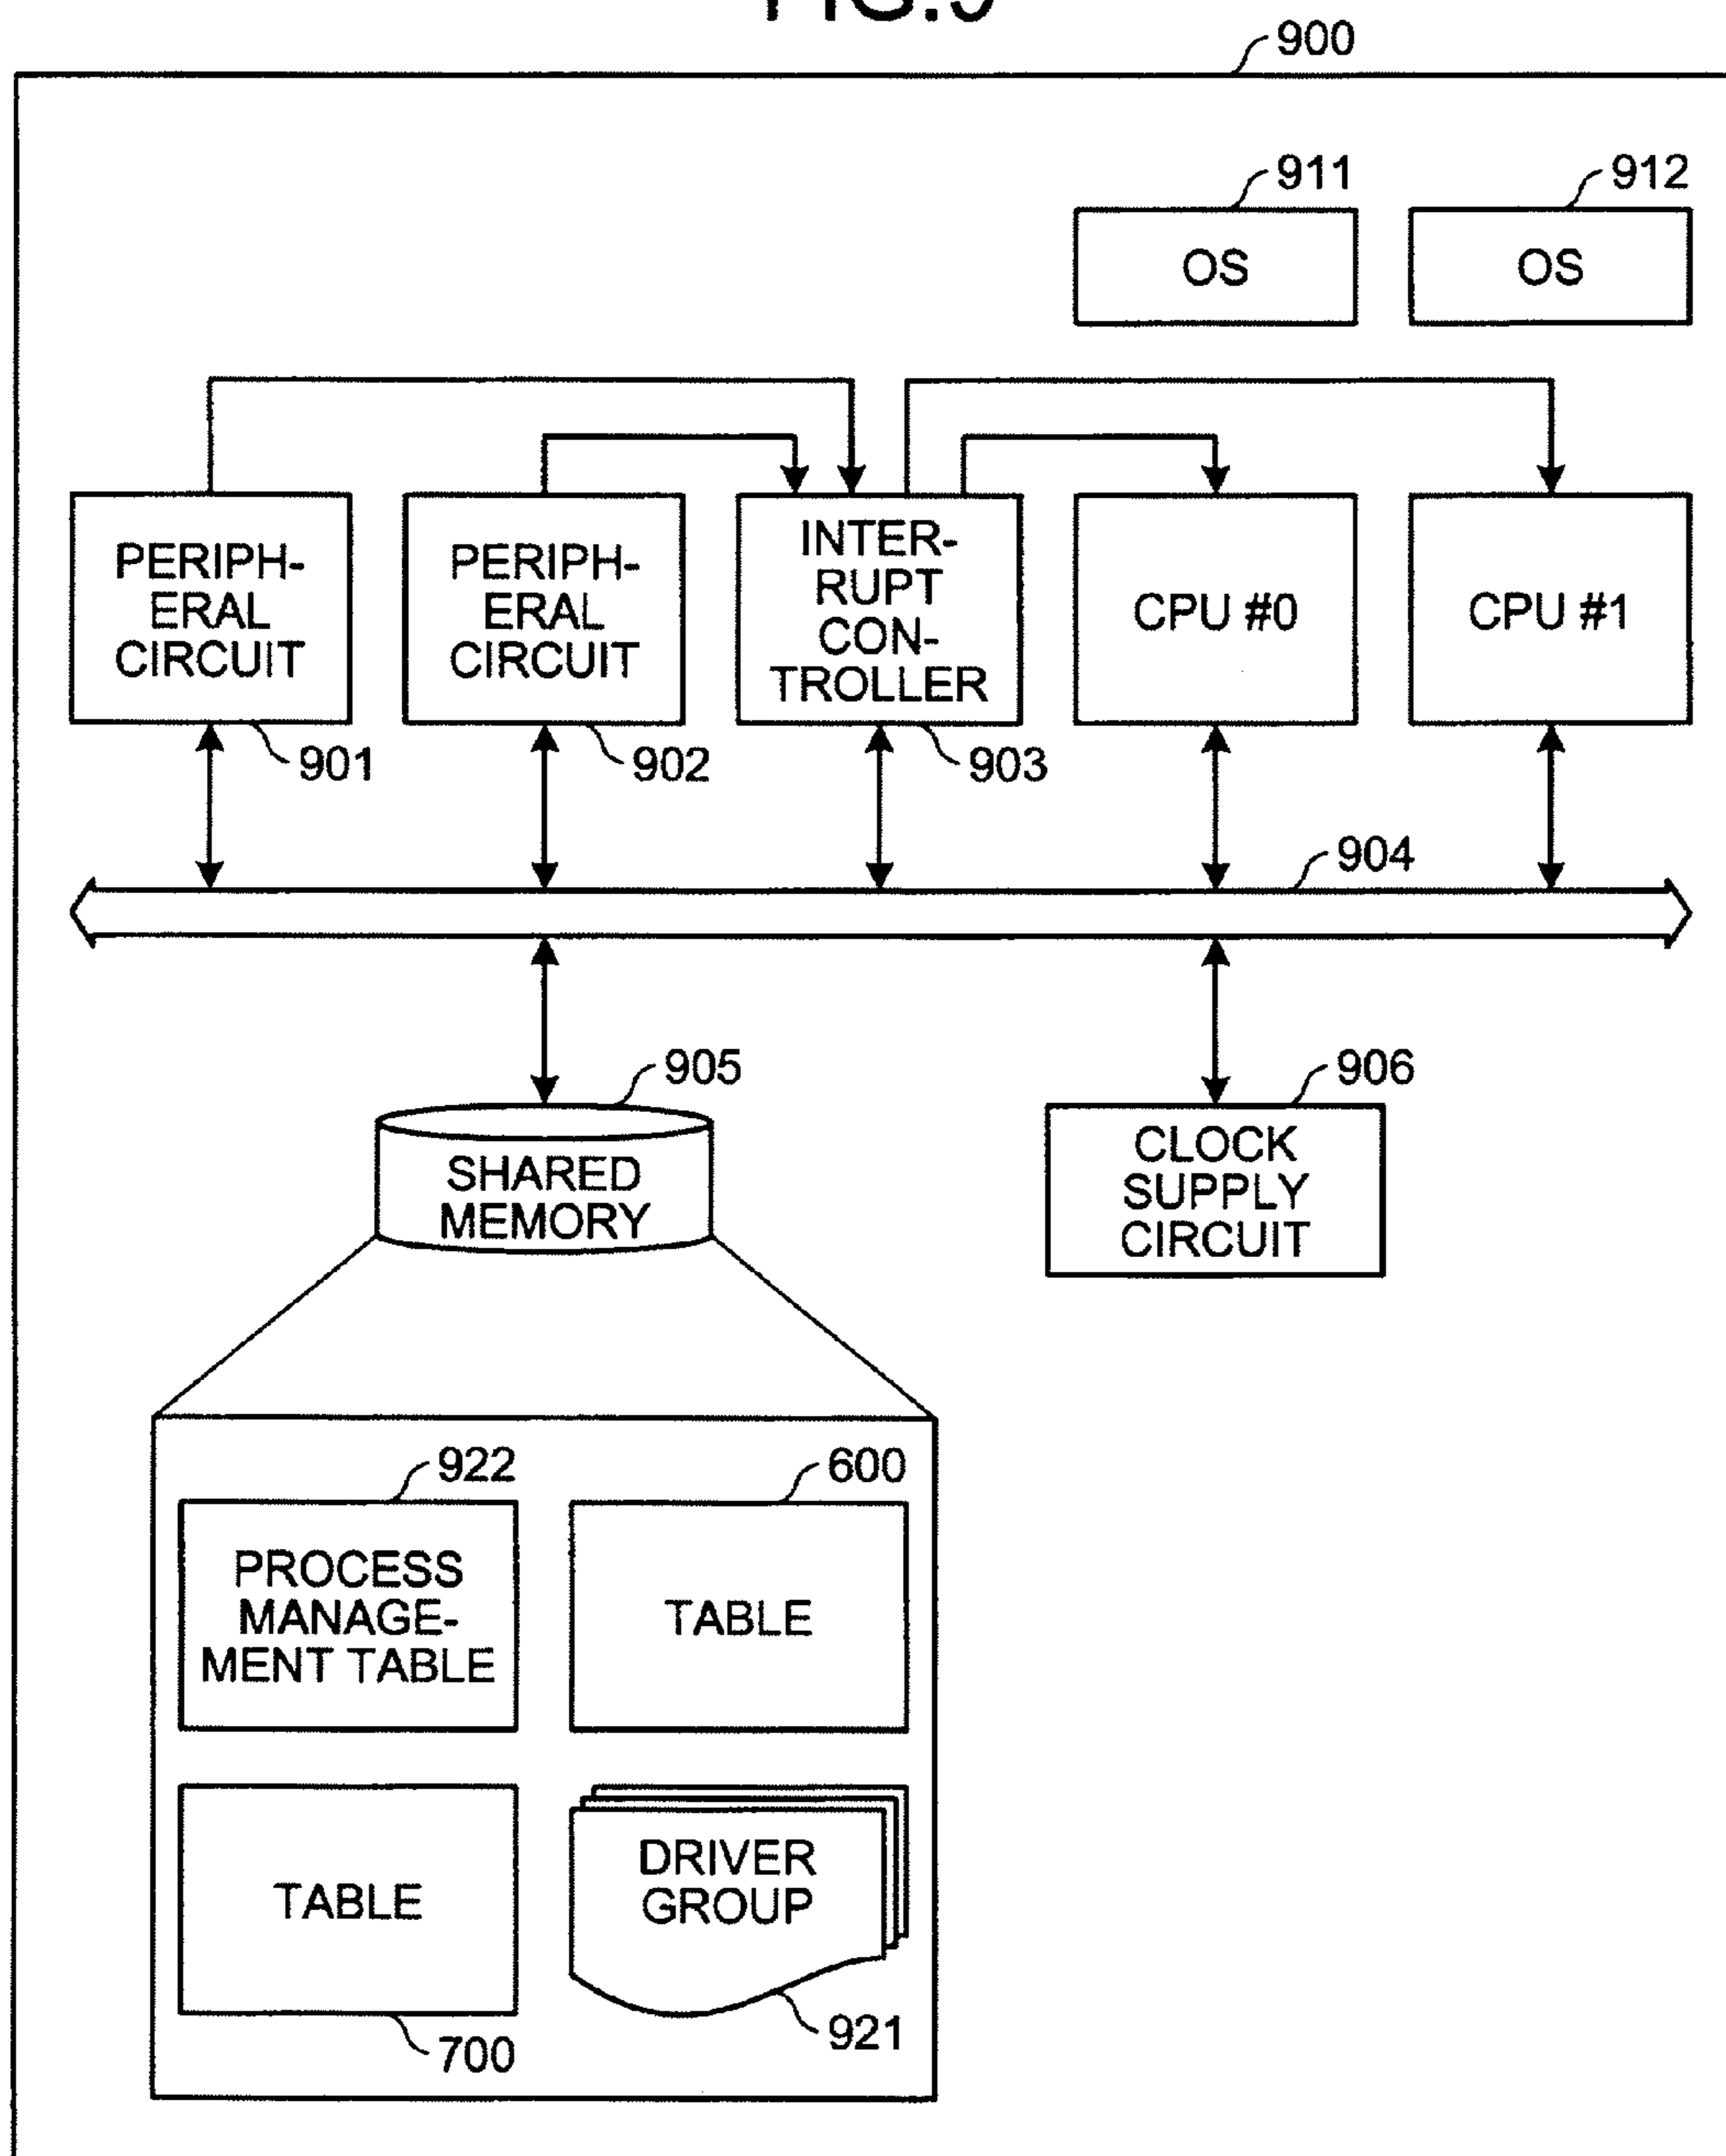 FIG.9
900
911
912
OS
OS
PERIPH-
ERAL
CIRCUIT
PERIPH-
ERAL
CIRCUIT
INTER-
RUPT
CON-
TROLLER
CPU #0
CPU #1
901
902
903
904
905
906
SHARED
MEMORY
CLOCK
SUPPLY
CIRCUIT
922
600
PROCESS
MANAGE-
MENT TABLE
TABLE
TABLE
DRIVER
GROUP
700
921